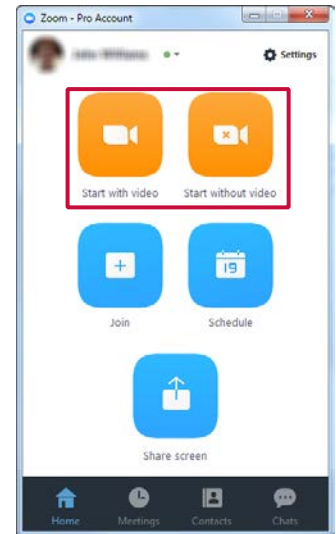 Zoom - Pro Account
Settings
Start with video Start without video
19
Join Schedule
Share screen
Home Meetings Contacts Chats